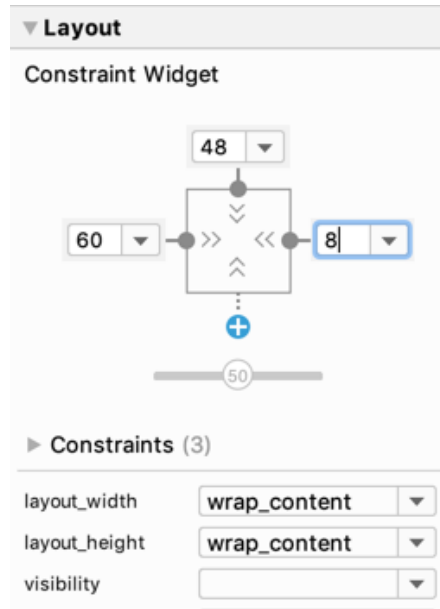 Layout
Constraint Widget
48
60
8
50
Constraints (3)
layout_width wrap_content
layout_height wrap_content
visibility